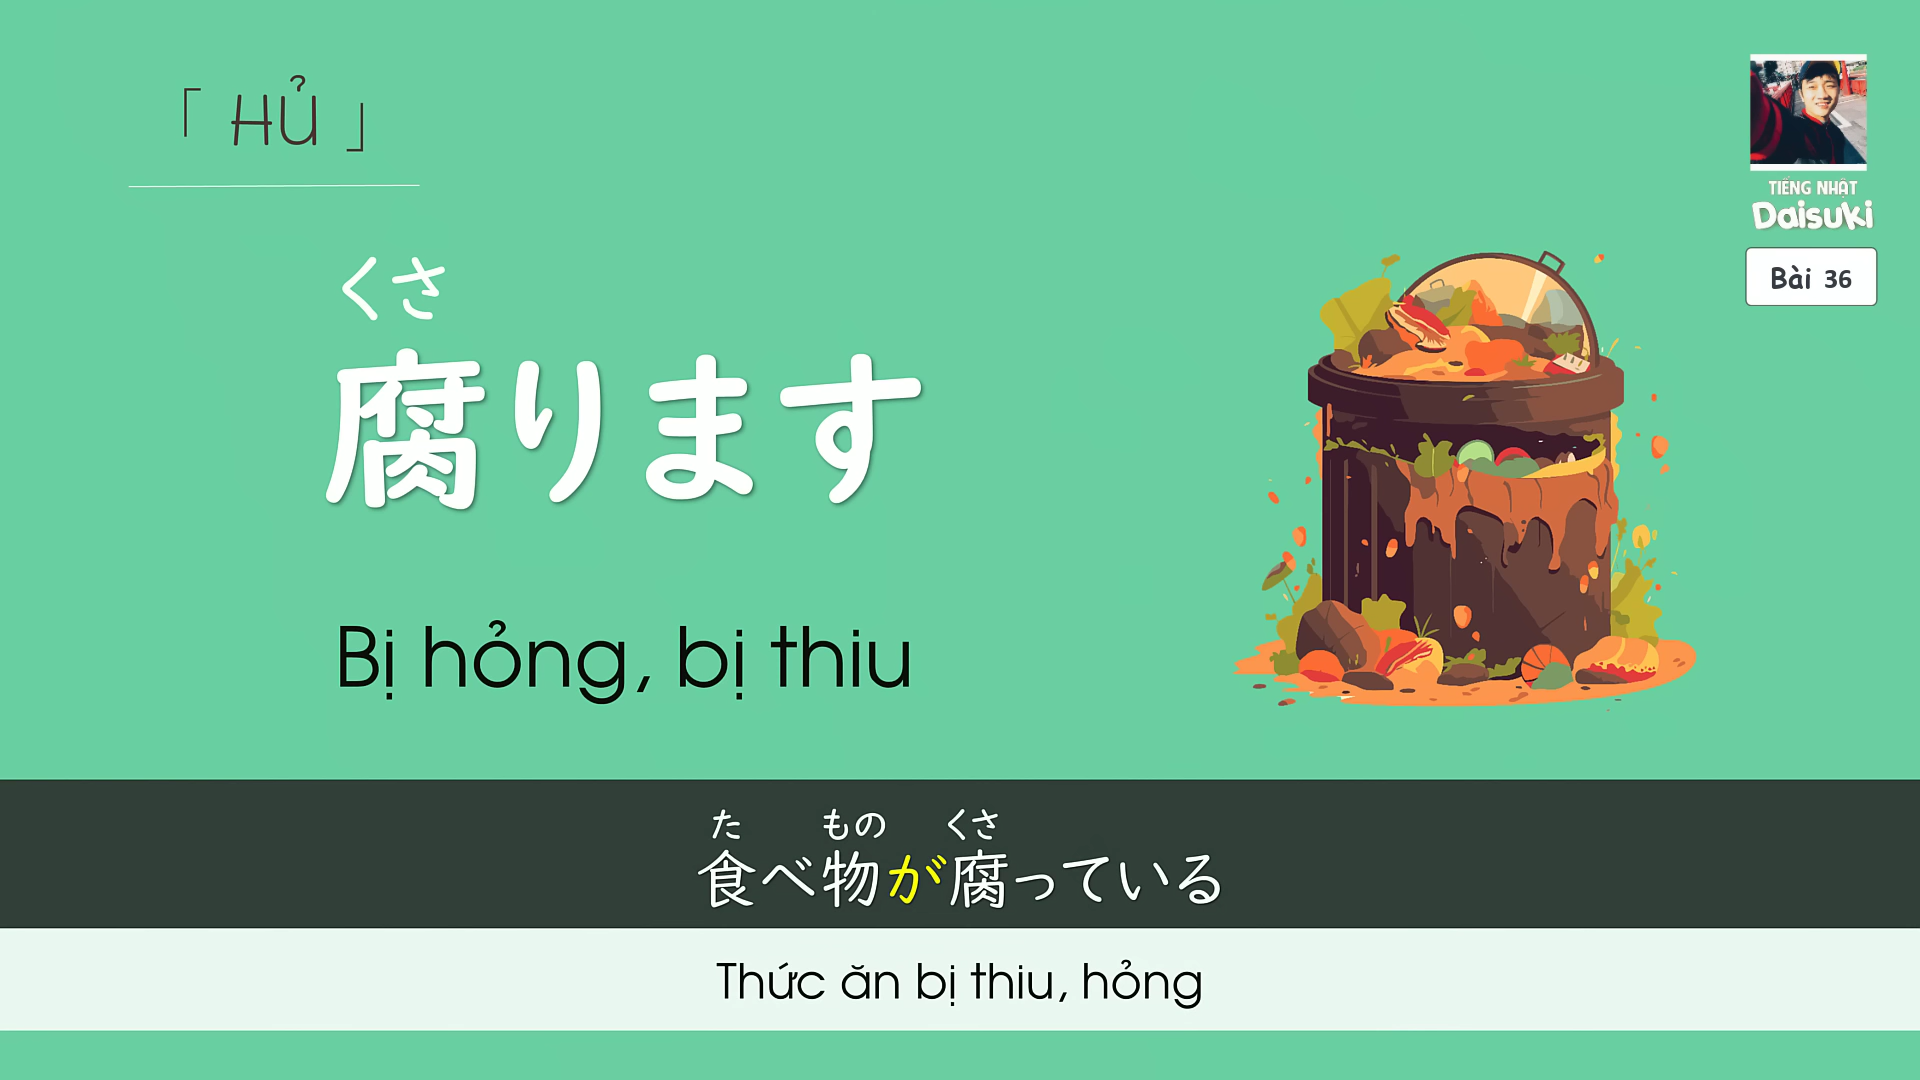 「 HỦ 」
くさ
腐ります
Bị hỏng, bị thiu
TIẾNG NHẬT
Daisuki
Bài 36
た もの くさ
食べ物が腐っている
Thức ăn bị thiu, hỏng